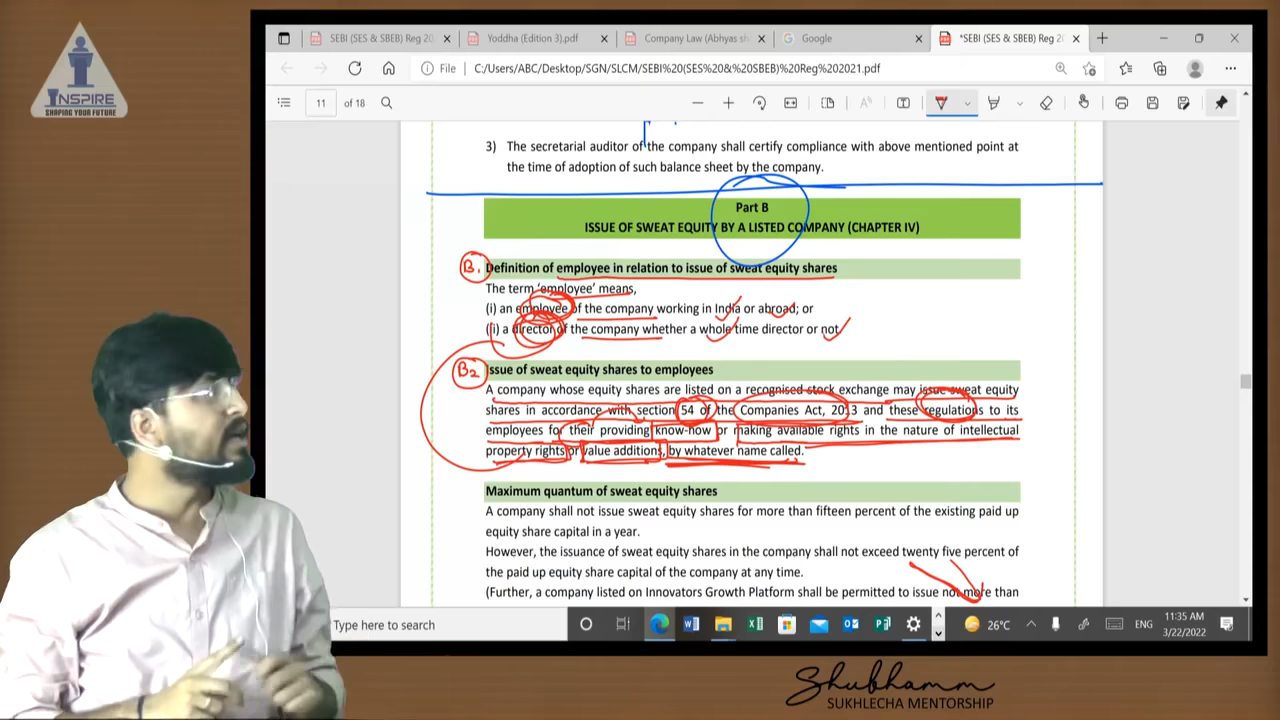 INSPIRE
SHAPING YOUR FUTURE
SEBI (SES & SBEB) Reg 20
Yoddha (Edition 3).pdf
Company Law (Abhyas sh
Google
*SEBI (SES & SBEB) Reg 2
File
C:/Users/ABC/Desktop/SGN/SLCM/SEBI%20(SES%20&%20SBEB)%20Reg%202021.pdf
11 of 18
3) The secretarial auditor of the company shall certify compliance with above mentioned point at
the time of adoption of such balance sheet by the company.
Part B
ISSUE OF SWEAT EQUITY BY A LISTED COMPANY (CHAPTER IV)
B1 Definition of employee in relation to issue of sweat equity shares
The term 'employee' means,
(i) an employee of the company working in India or abroad; or
(ii) a director of the company whether a whole time director or not
B2 Issue of sweat equity shares to employees
A company whose equity shares are listed on a recognised stock exchange may issue sweat equity
shares in accordance with section 54 of the Companies Act, 2013 and these regulations to its
employees for their providing know-how or making available rights in the nature of intellectual
property rights or value additions, by whatever name called.
Maximum quantum of sweat equity shares
A company shall not issue sweat equity shares for more than fifteen percent of the existing paid up
equity share capital in a year.
However, the issuance of sweat equity shares in the company shall not exceed twenty five percent of
the paid up equity share capital of the company at any time.
(Further, a company listed on Innovators Growth Platform shall be permitted to issue not more than
Type here to search
26°C
ENG
11:35 AM
3/22/2022
Shubhamm
SUKHLECHA MENTORSHIP